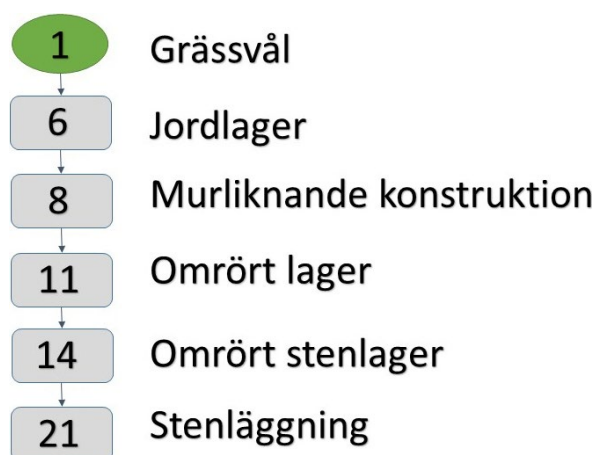 1 Grässvål
6 Jordlager
8 Murliknande konstruktion
11 Omrört lager
14 Omrört stenlager
21 Stenläggning